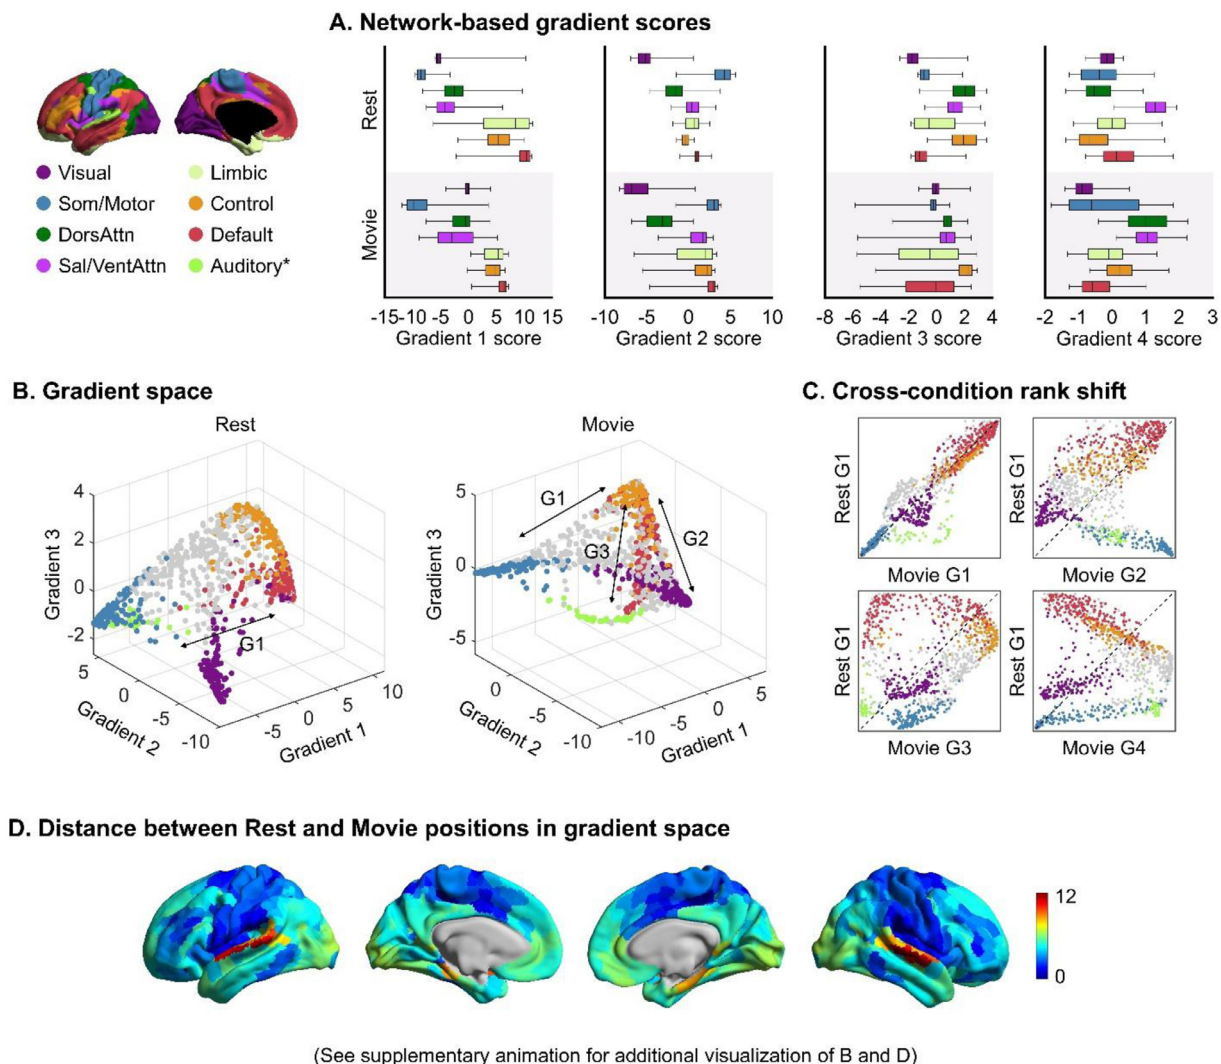 A. Network-based gradient scores
Visual
Som/Motor
DorsAttn
Sal/VentAttn
Limbic
Control
Default
Auditory*
Rest
Movie
-15 -10 -5 0 5 10 15
Gradient 1 score
-10 -5 0 5 10
Gradient 2 score
-8 -6 -4 -2 0 2 4
Gradient 3 score
-2 -1 0 1 2 3
Gradient 4 score
B. Gradient space
Rest
4
2
0
-2
Gradient 3
5
0
-5
-10
Gradient 2
-5
0
5
10
Gradient 1
G1
Movie
5
0
-5
Gradient 3
0
-5
-10
Gradient 2
-10
-5
0
5
Gradient 1
G1
G2
G3
C. Cross-condition rank shift
Rest G1
Movie G1
Rest G1
Movie G2
Rest G1
Movie G3
Rest G1
Movie G4
D. Distance between Rest and Movie positions in gradient space
12
0
(See supplementary animation for additional visualization of B and D)